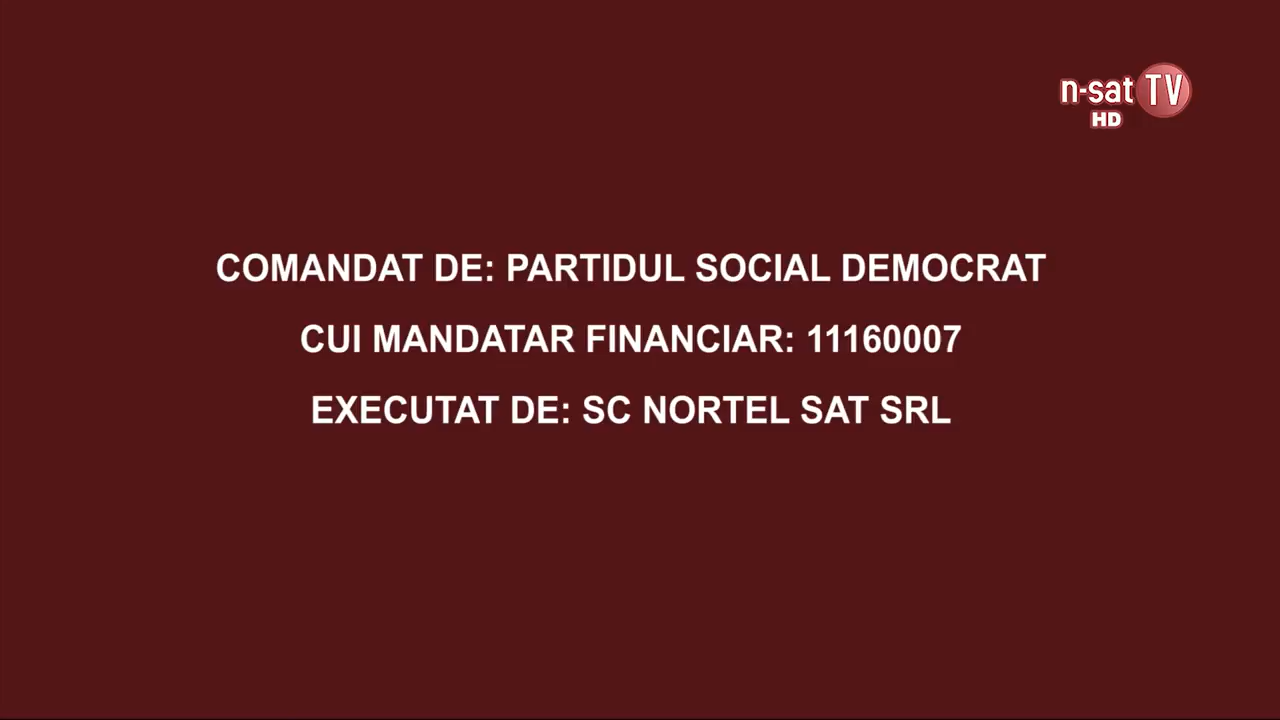 n-sat TV
HD
COMANDAT DE: PARTIDUL SOCIAL DEMOCRAT
CUI MANDATAR FINANCIAR: 11160007
EXECUTAT DE: SC NORTEL SAT SRL